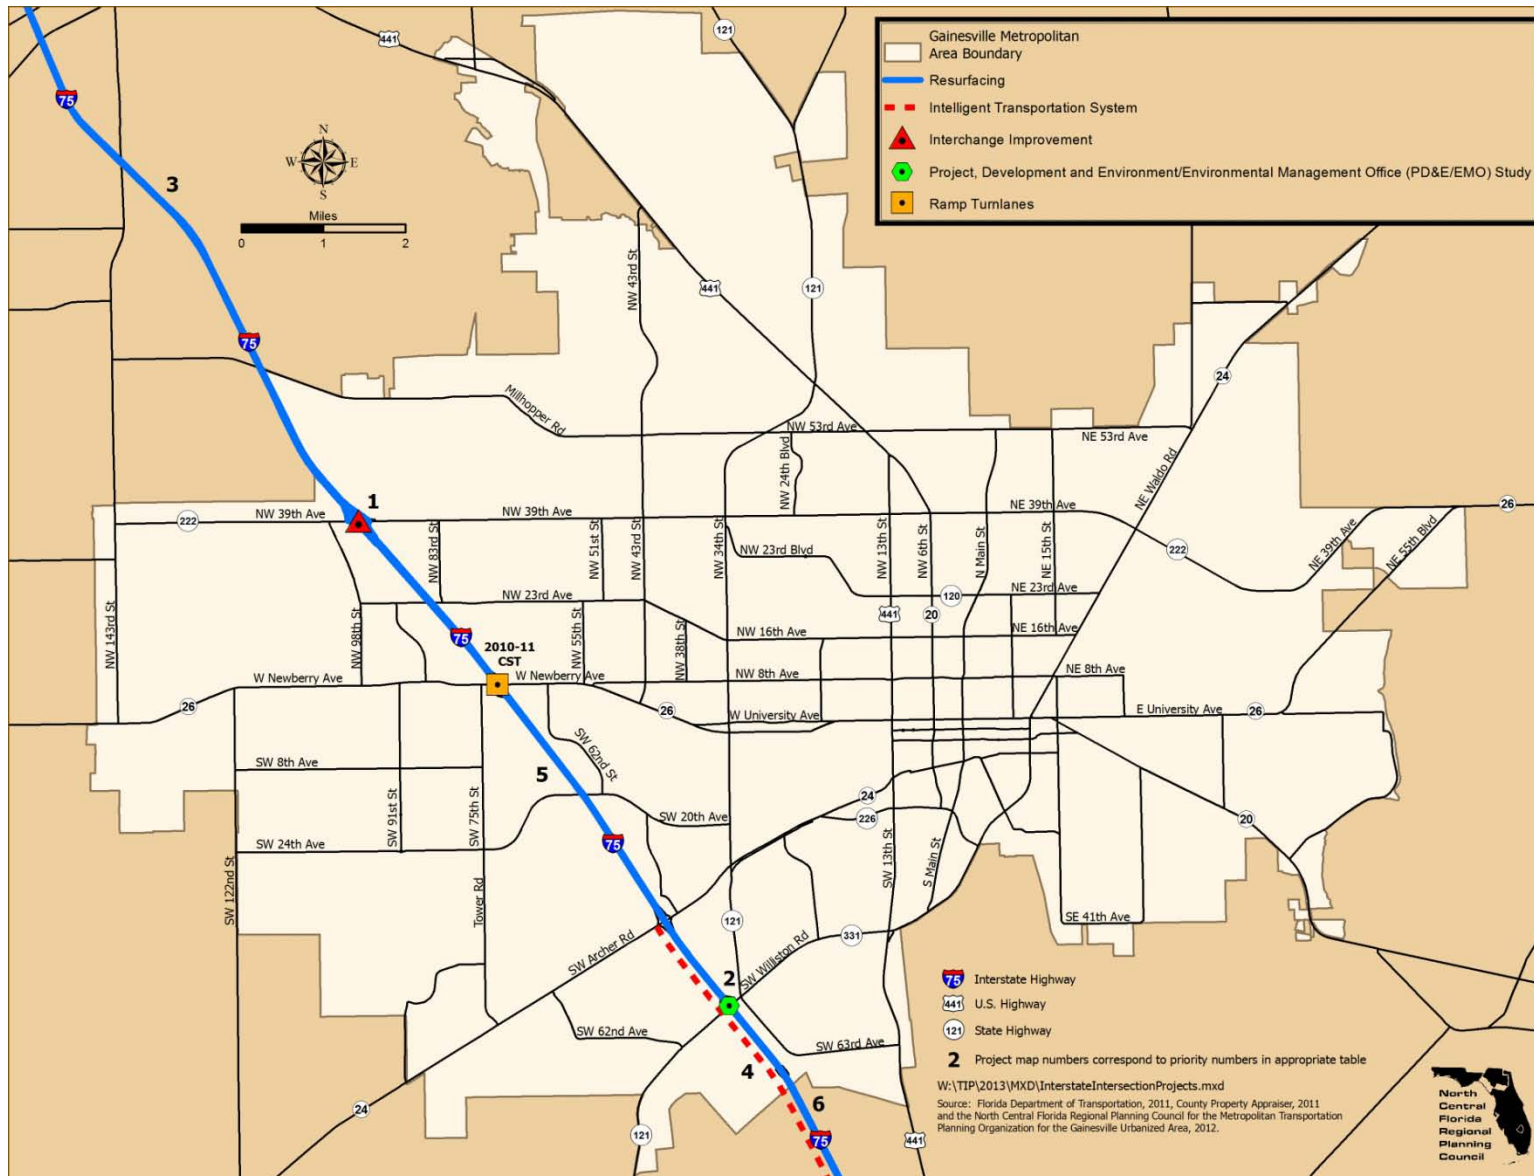 Gainesville Metropolitan
Area Boundary
Resurfacing
Intelligent Transportation System
Interchange Improvement
Project, Development and Environment/Environmental Management Office (PD&E/EMO) Study
Ramp Turnlanes
441
121
75
3
N
W E
S
Miles
0 1 2
NW 43rd St
441
121
75
24
Millhopper Rd
NW 53rd Ave
NE 53rd Ave
NW 24th Blvd
NE Waldo Rd
1
26
222
NW 39th Ave
NW 39th Ave
NE 39th Ave
NW 83rd St
NW 51st St
NW 43rd St
NW 34th St
NW 23rd Blvd
NW 13th St
NW 6th St
N Main St
NE 15th St
222
NE 39th Ave
NE 55th Blvd
NW 143rd St
NW 98th St
NW 23rd Ave
120
NE 23rd Ave
441
20
75
NW 55th St
NW 38th St
NW 16th Ave
NE 16th Ave
2010-11
CST
W Newberry Ave
W Newberry Ave
NW 8th Ave
NE 8th Ave
26
26
W University Ave
E University Ave
26
SW 62nd St
SW 8th Ave
5
SW 91st St
SW 75th St
24
226
SW 20th Ave
20
75
SW 24th Ave
SW 122nd St
Tower Rd
SW 13th St
S Main St
121
SE 41th Ave
SW Archer Rd
331
SW Williston Rd
2
SW 62nd Ave
SW 63rd Ave
4
6
24
121
75
441
75 Interstate Highway
441 U.S. Highway
121 State Highway
2 Project map numbers correspond to priority numbers in appropriate table
W:\TIP\2013\MXD\InterstateIntersectionProjects.mxd
Source: Florida Department of Transportation, 2011, County Property Appraiser, 2011
and the North Central Florida Regional Planning Council for the Metropolitan Transportation
Planning Organization for the Gainesville Urbanized Area, 2012.
North
Central
Florida
Regional
Planning
Council